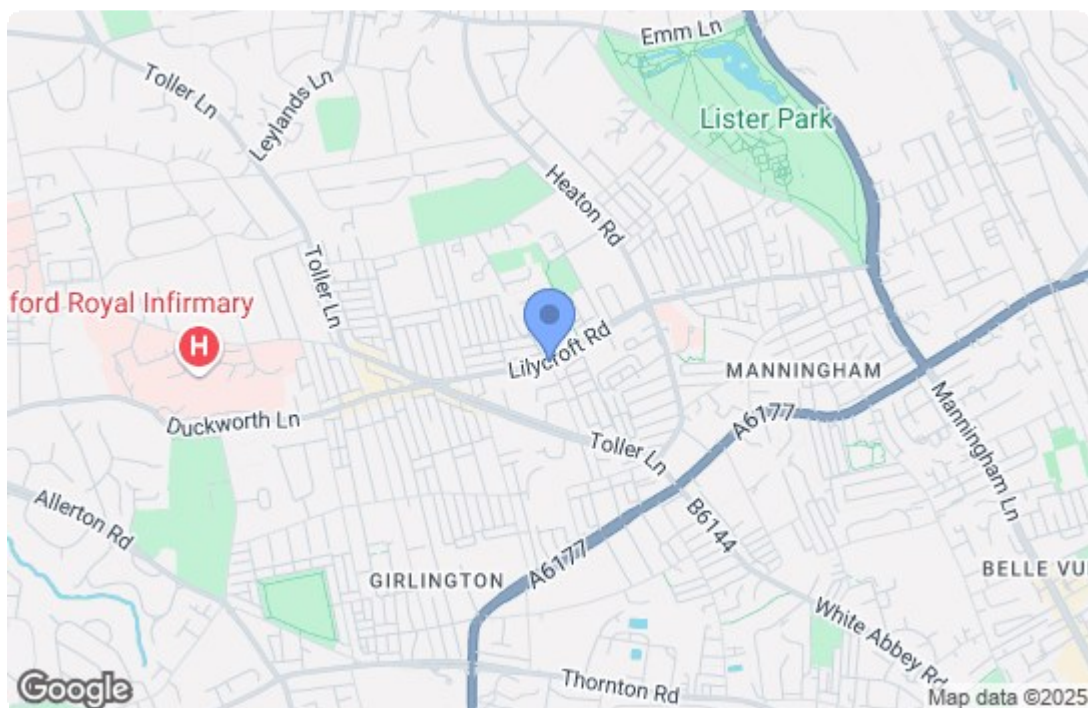 Emm Ln
Toller Ln
Leylands Ln
Lister Park
Heaton Rd
Toller Ln
ford Royal Infirmary
H
Lilycroft Rd
MANNINGHAM
Duckworth Ln
A6177
Manningham Ln
Toller Ln
Allerton Rd
B6144
A6177
GIRLINGTON
BELLE VU
White Abbey Rd
Thornton Rd
Google
Map data ©2025